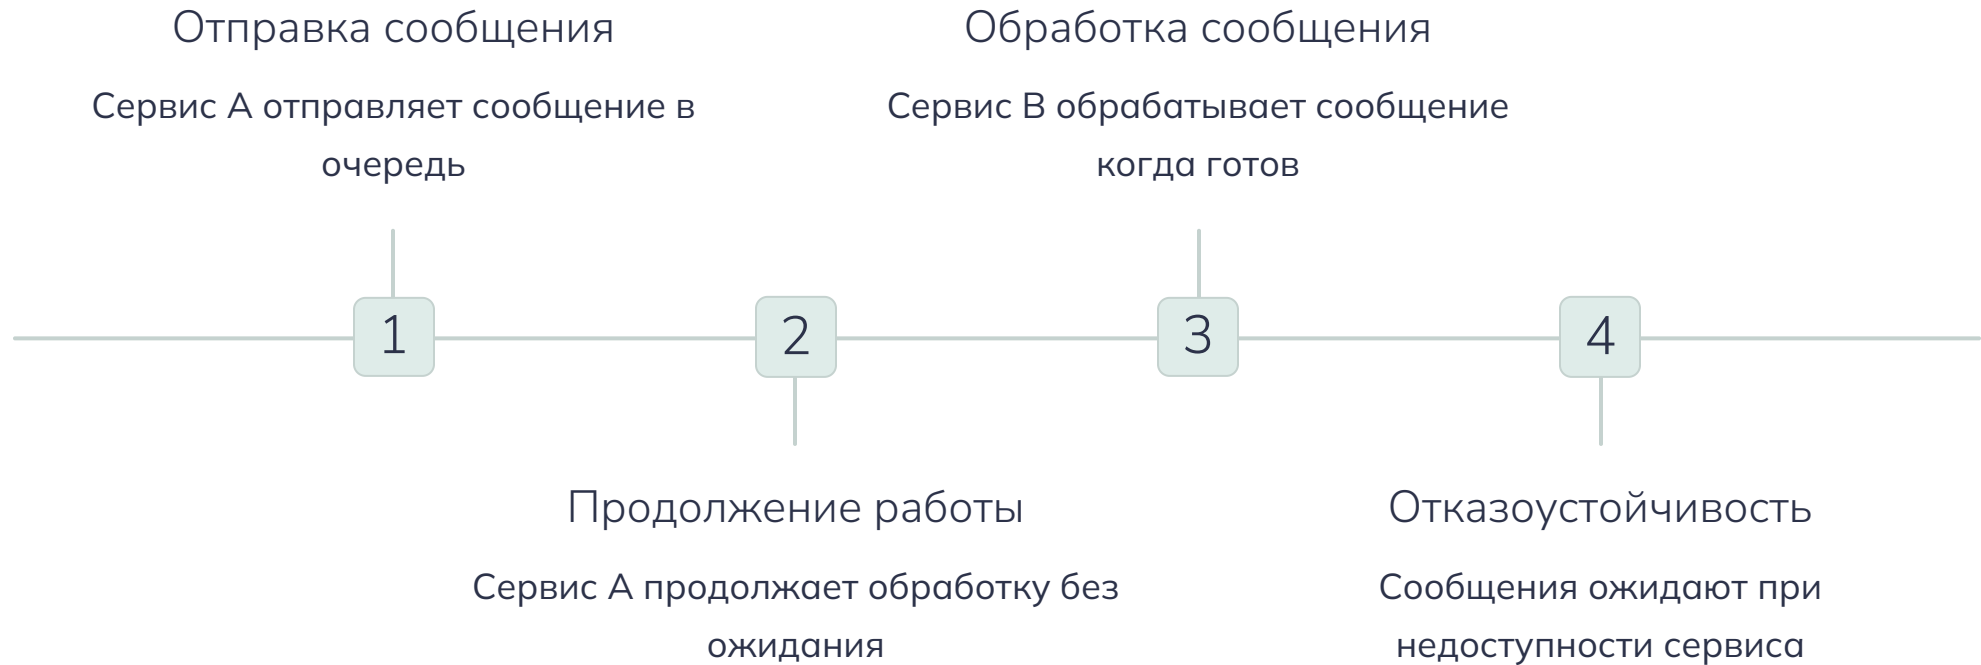 Отправка сообщения
Сервис А отправляет сообщение в
очередь
Обработка сообщения
Сервис В обрабатывает сообщение
когда готов
1
2
3
4
Продолжение работы
Сервис А продолжает обработку без
ожидания
Отказоустойчивость
Сообщения ожидают при
недоступности сервиса